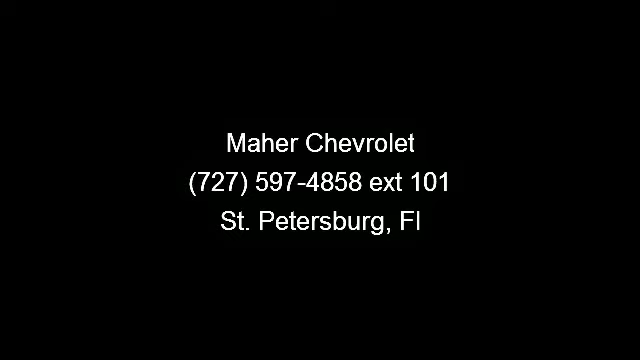 Maher Chevrolet
(727) 597-4858 ext 101
St. Petersburg, Fl